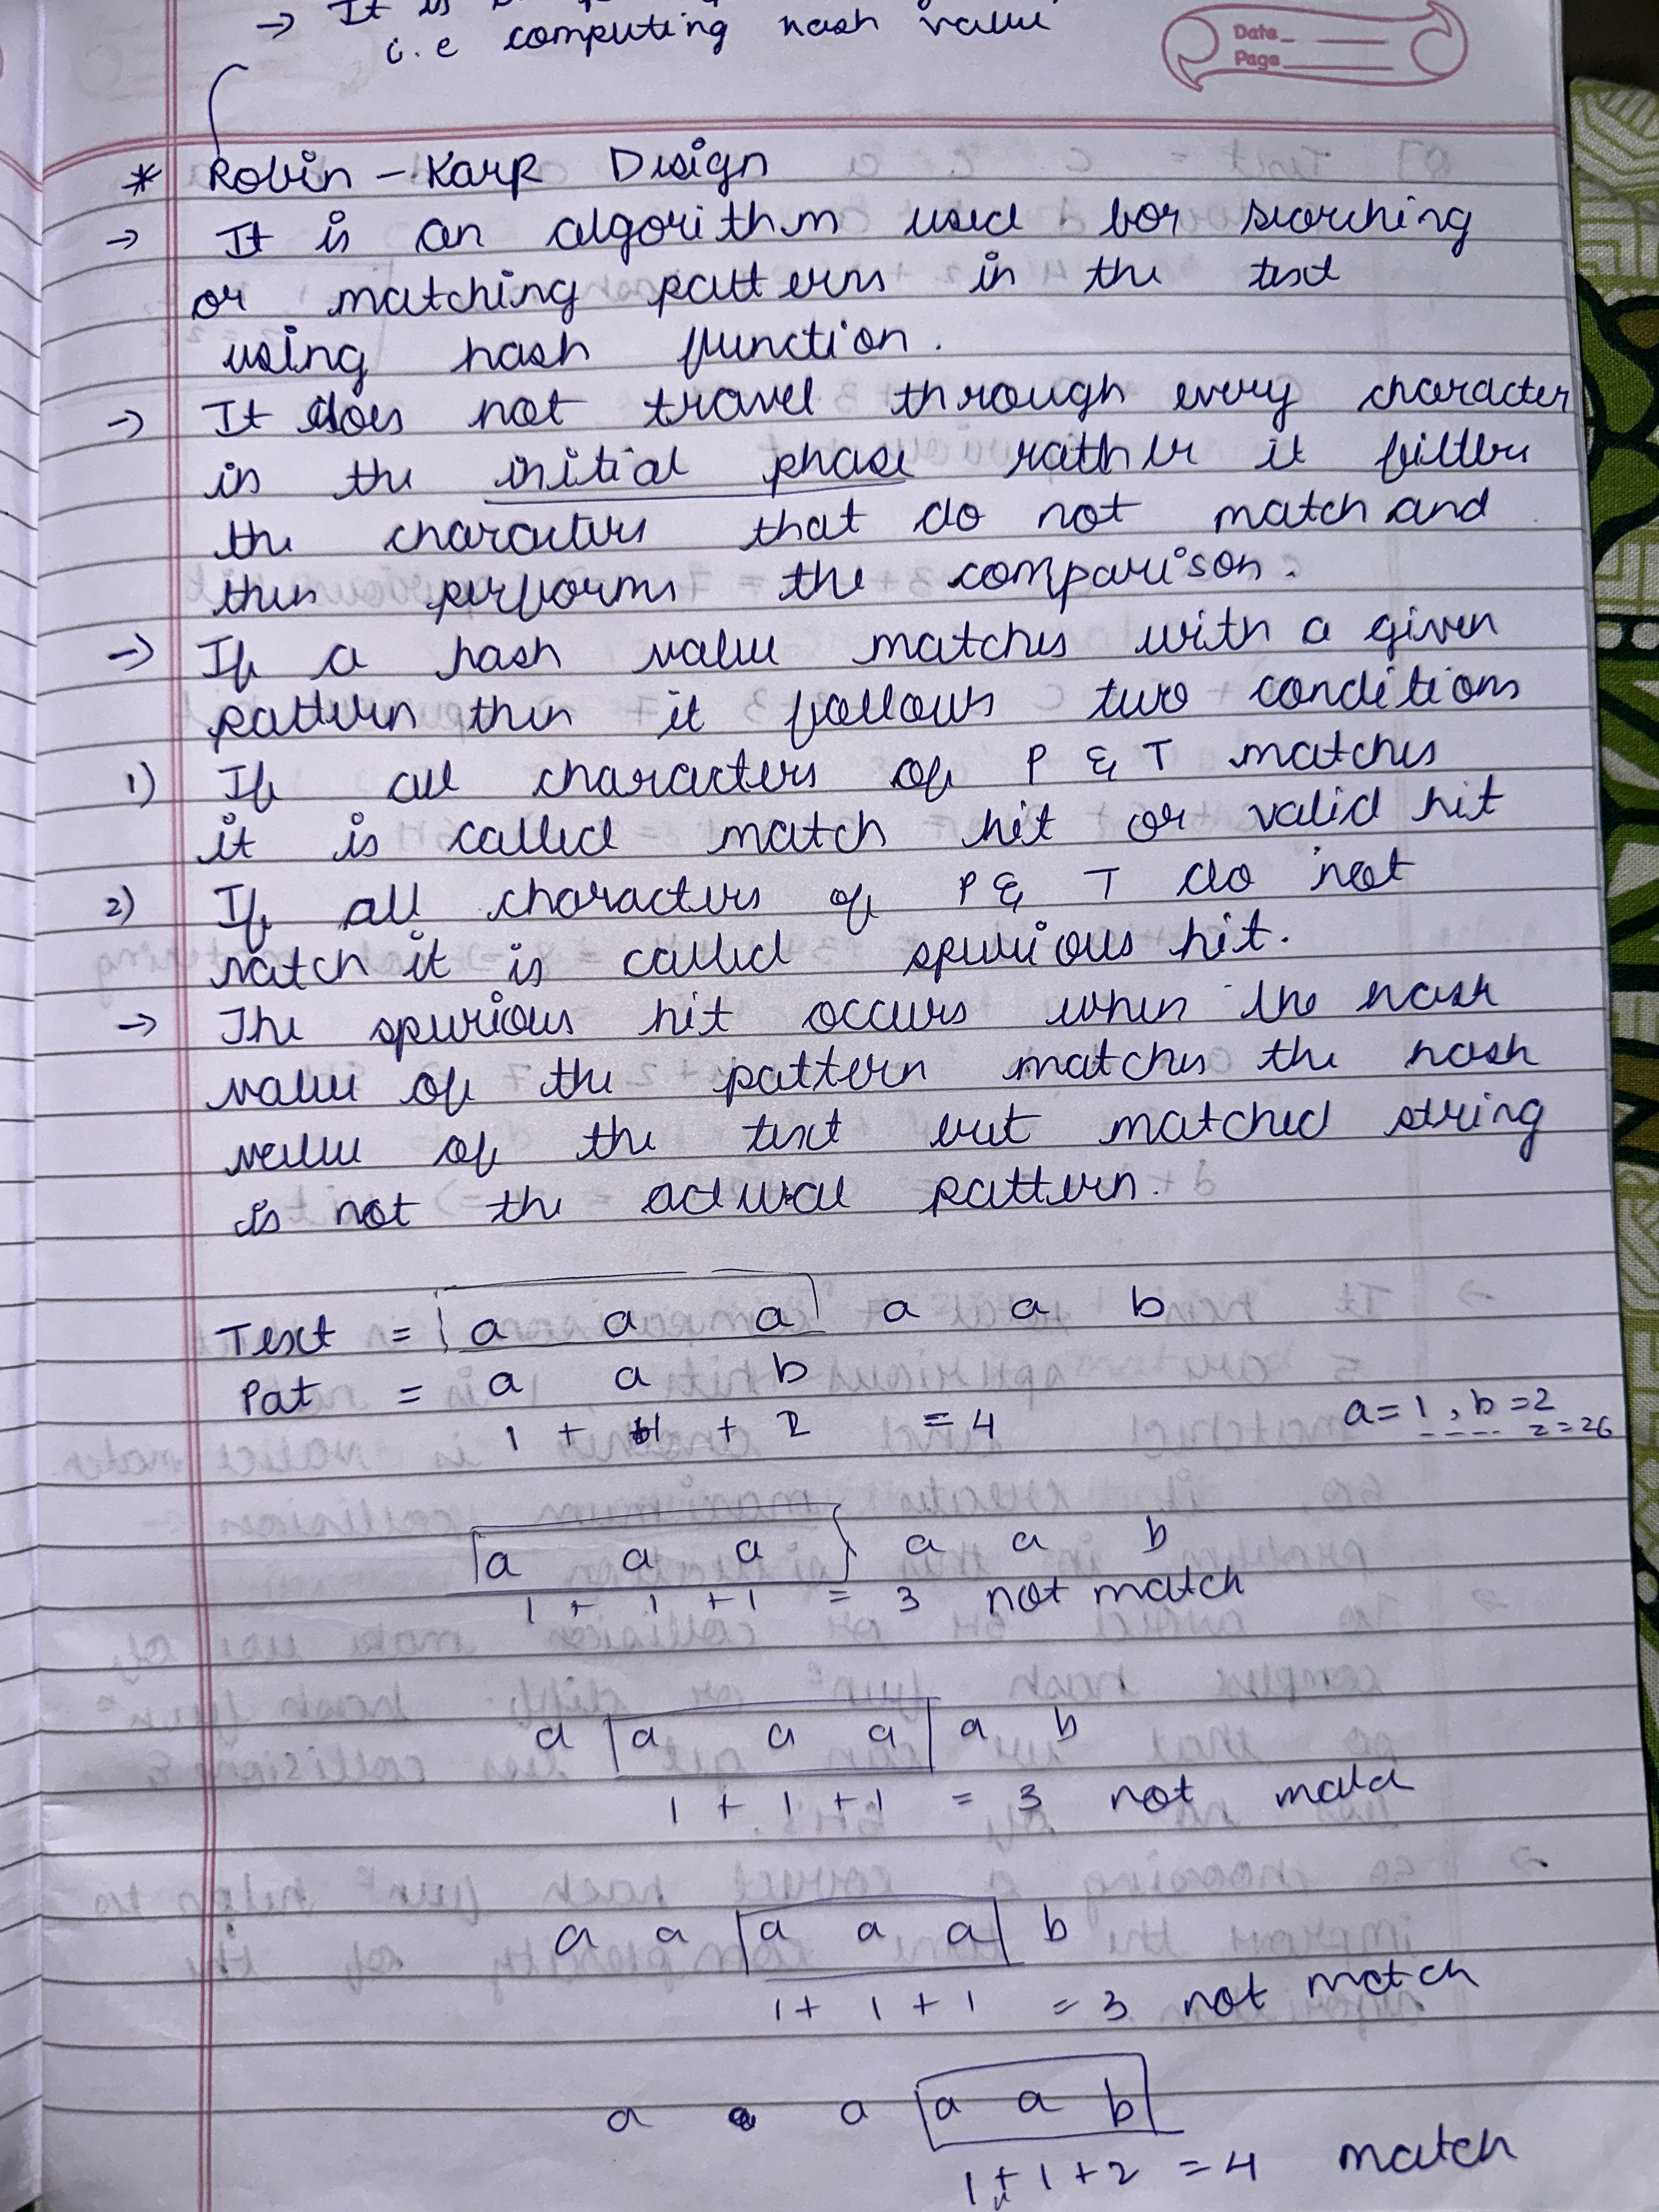 → It is
i.e computing hash value
Date
Page
* Robin - Karp Design
→ It is an algorithm used for searching
or matching patterns in the text
using hash function.
→ It does not travel through every character
in the initial phase rather it filters
the characters that do not match and
then performs the comparison.
→ If a hash value matches with a given
pattern then it follows two conditions
1) If all characters of P & T matches
it is called match hit or valid hit
2) If all characters of P & T do not
match it is called spurious hit.
→ The spurious hit occurs when the hash
value of the pattern matches the hash
value of the text but matched string
is not the actual pattern.
Text = a a a a a b
Pat = a a b
1 + 1 + 2 = 4
a=1, b=2
---- z=26
a a a a a b
1 + 1 +1 = 3 not match
a a a a a b
1 + 1 +1 = 3 not match
a a a a a b
1+ 1 + 1 = 3 not match
a a a a a b
1+1+2 = 4 match